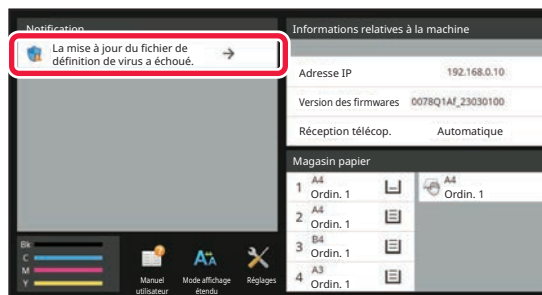 Notification
La mise à jour du fichier de
définition de virus a échoué.
Informations relatives à la machine
Adresse IP 192.168.0.10
Version des firmwares 0078Q1Af_23030100
Réception télécop. Automatique
Magasin papier
1 A4
Ordin. 1
A4
Ordin. 1
2 A4
Ordin. 1
3 B4
Ordin. 1
4 A3
Ordin. 1
Bk
C
M
Y
Manuel
utilisateur
Mode affichage
étendu
Réglages